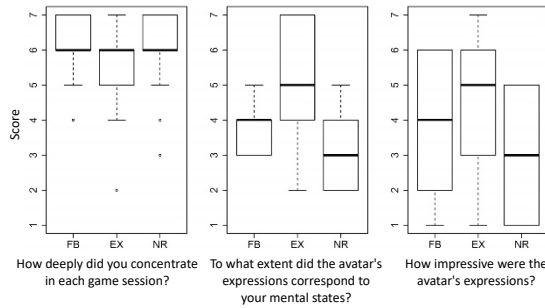 Score
7
6
5
4
3
2
1
FB EX NR
How deeply did you concentrate
in each game session?
7
6
5
4
3
2
1
FB EX NR
To what extent did the avatar's
expressions correspond to
your mental states?
7
6
5
4
3
2
1
FB EX NR
How impressive were the
avatar's expressions?